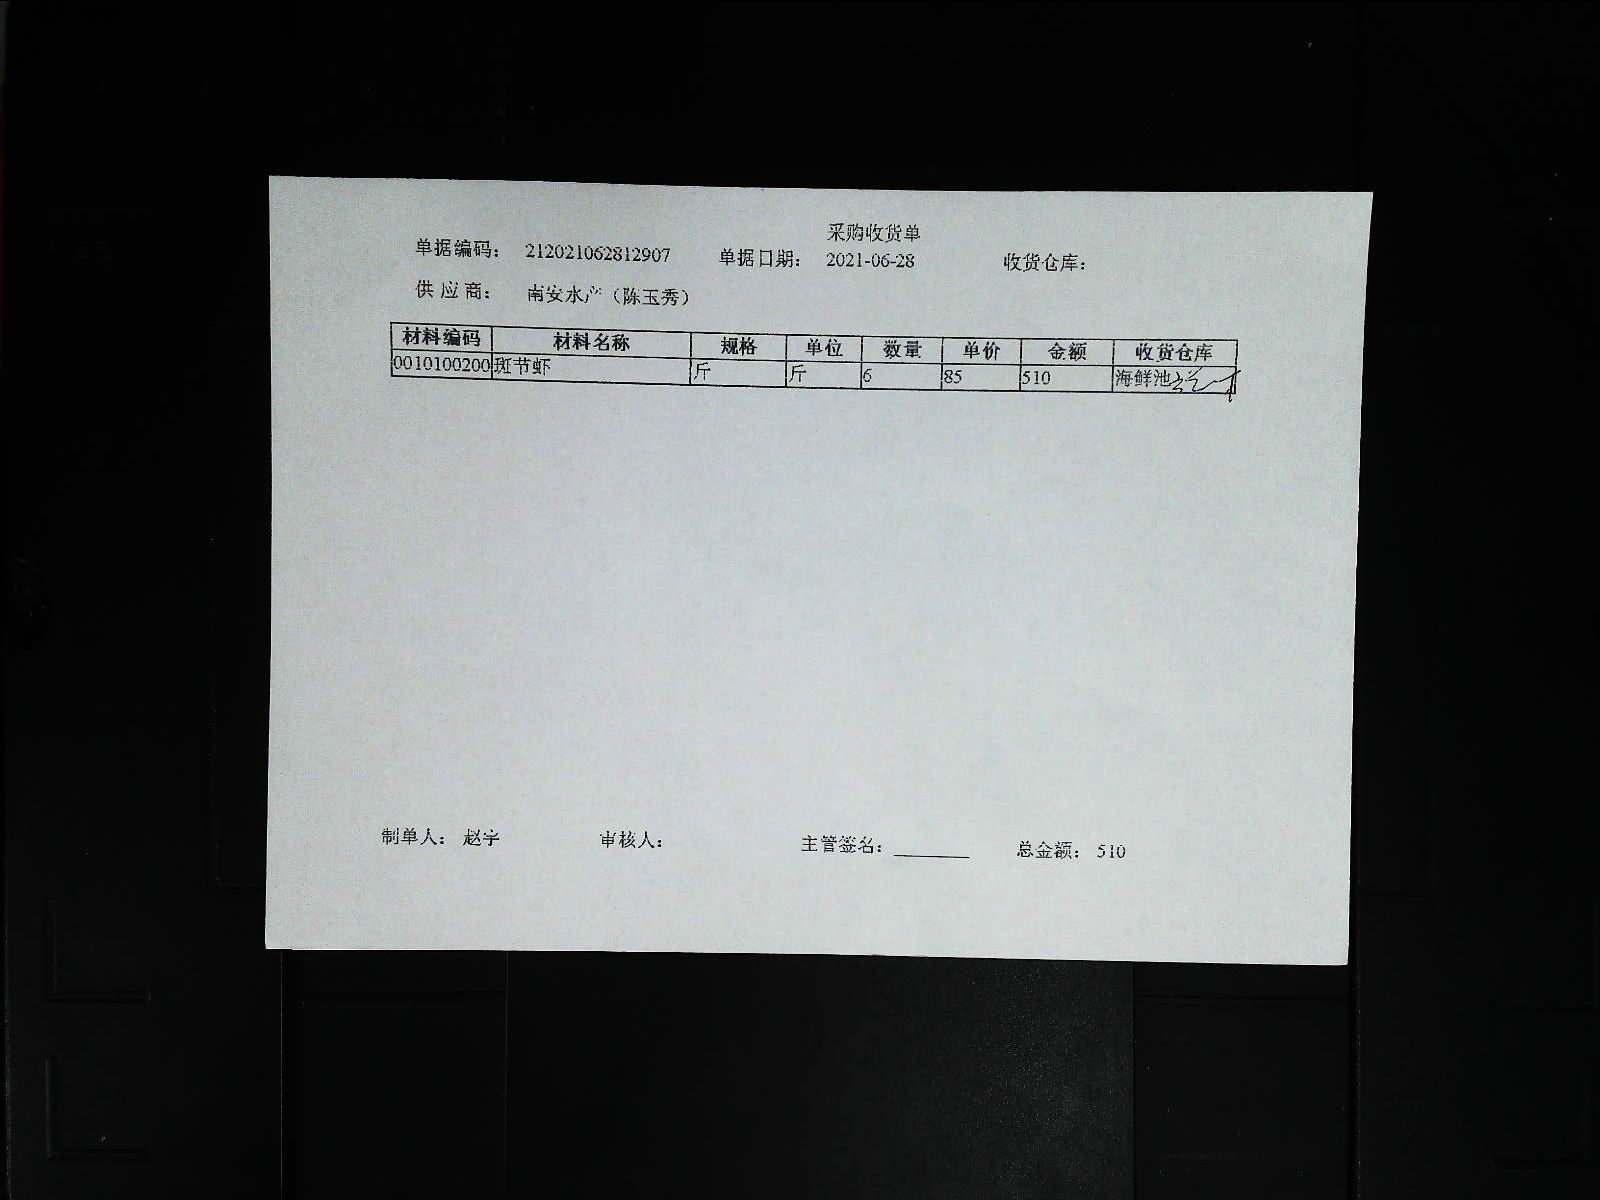 采购收货单
单据编码： 212021062812907 单据日期： 2021-06-28 收货仓库：
供 应 商： 南安水产（陈玉秀）
材料编码 材料名称 规格 单位 数量 单价 金额 收货仓库
0010100200 斑节虾 斤 斤 6 85 510 海鲜池
制单人： 赵宇 审核人： 主管签名： 总金额： 510